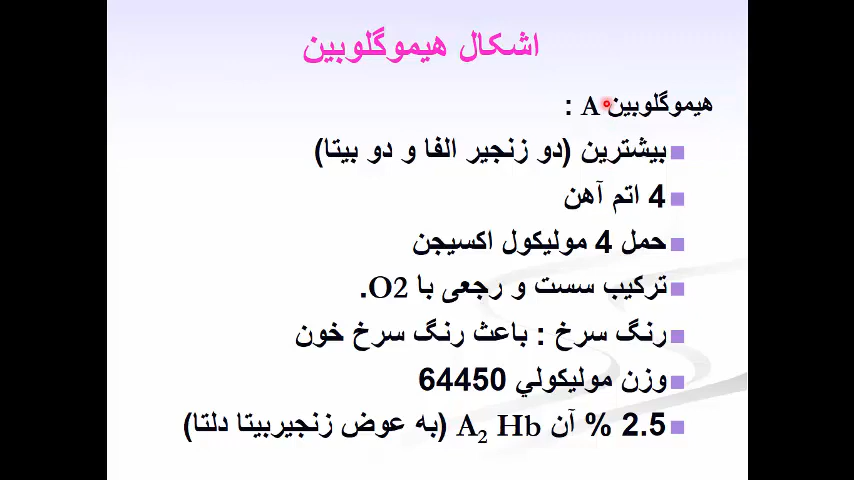 اشکال هیموگلوبین
هیموگلوبین A :
بیشترین (دو زنجیر الفا و دو بیتا)
4 اتم آهن
حمل 4 مولیکول اکسیجن
ترکیب سست و رجعی با O2.
رنگ سرخ : باعث رنگ سرخ خون
وزن مولیکولي 64450
2.5 % آن A₂ Hb (به عوض زنجیربیتا دلتا)